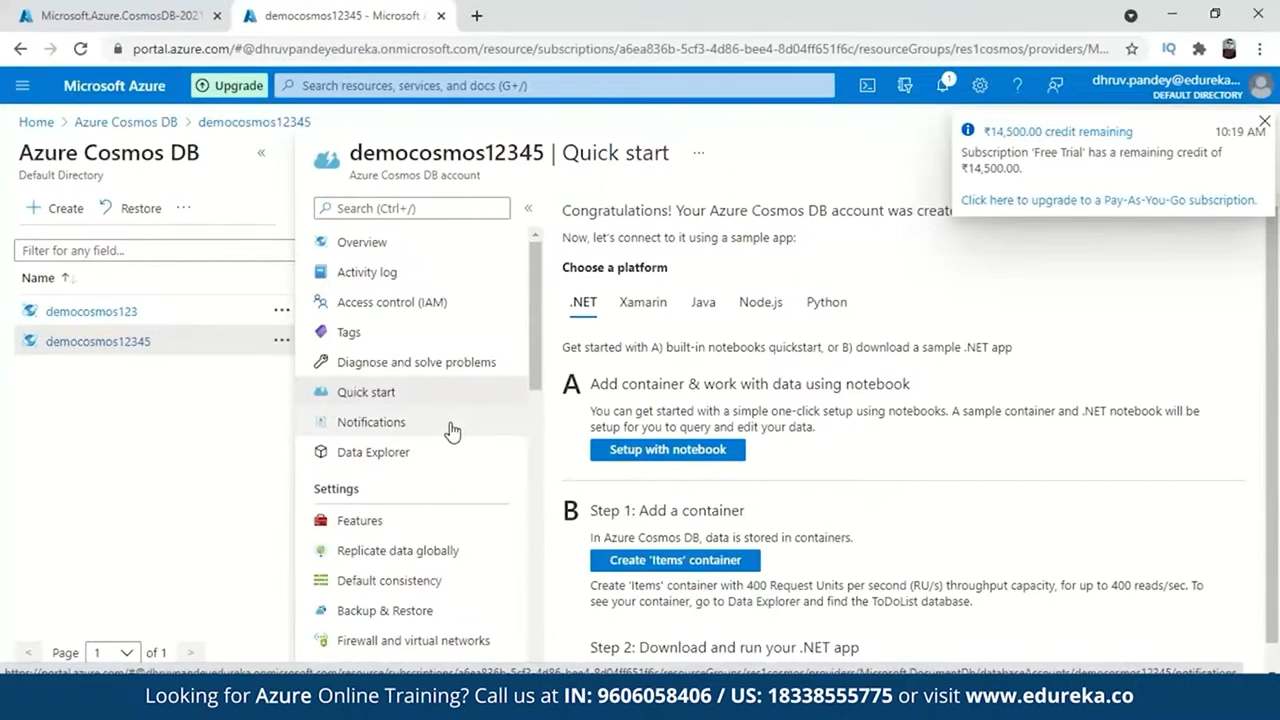 Microsoft.Azure.CosmosDB-2021
democosmos12345 - Microsoft A
portal.azure.com/#@dhruvpandeyedureka.onmicrosoft.com/resource/subscriptions/a6ea836b-5cf3-4d86-bee4-8d04ff651f6c/resourceGroups/res1cosmos/providers/M...
IQ
Microsoft Azure
Upgrade
Search resources, services, and docs (G+/)
1
dhruv.pandey@edureka...
DEFAULT DIRECTORY
Home > Azure Cosmos DB > democosmos12345
Azure Cosmos DB
Default Directory
Create
Restore
Filter for any field...
Name
democosmos123
democosmos12345
Page 1 of 1
democosmos12345 | Quick start
Azure Cosmos DB account
Search (Ctrl+/)
Overview
Activity log
Access control (IAM)
Tags
Diagnose and solve problems
Quick start
Notifications
Data Explorer
Settings
Features
Replicate data globally
Default consistency
Backup & Restore
Firewall and virtual networks
₹14,500.00 credit remaining
10:19 AM
Subscription 'Free Trial' has a remaining credit of
₹14,500.00.
Click here to upgrade to a Pay-As-You-Go subscription.
Congratulations! Your Azure Cosmos DB account was create
Now, let's connect to it using a sample app:
Choose a platform
.NET
Xamarin
Java
Node.js
Python
Get started with A) built-in notebooks quickstart, or B) download a sample .NET app
A Add container & work with data using notebook
You can get started with a simple one-click setup using notebooks. A sample container and .NET notebook will be
setup for you to query and edit your data.
Setup with notebook
B Step 1: Add a container
In Azure Cosmos DB, data is stored in containers.
Create 'Items' container
Create 'Items' container with 400 Request Units per second (RU/s) throughput capacity, for up to 400 reads/sec. To
see your container, go to Data Explorer and find the ToDoList database.
Step 2: Download and run your .NET app
Looking for Azure Online Training? Call us at IN: 9606058406 / US: 18338555775 or visit www.edureka.co